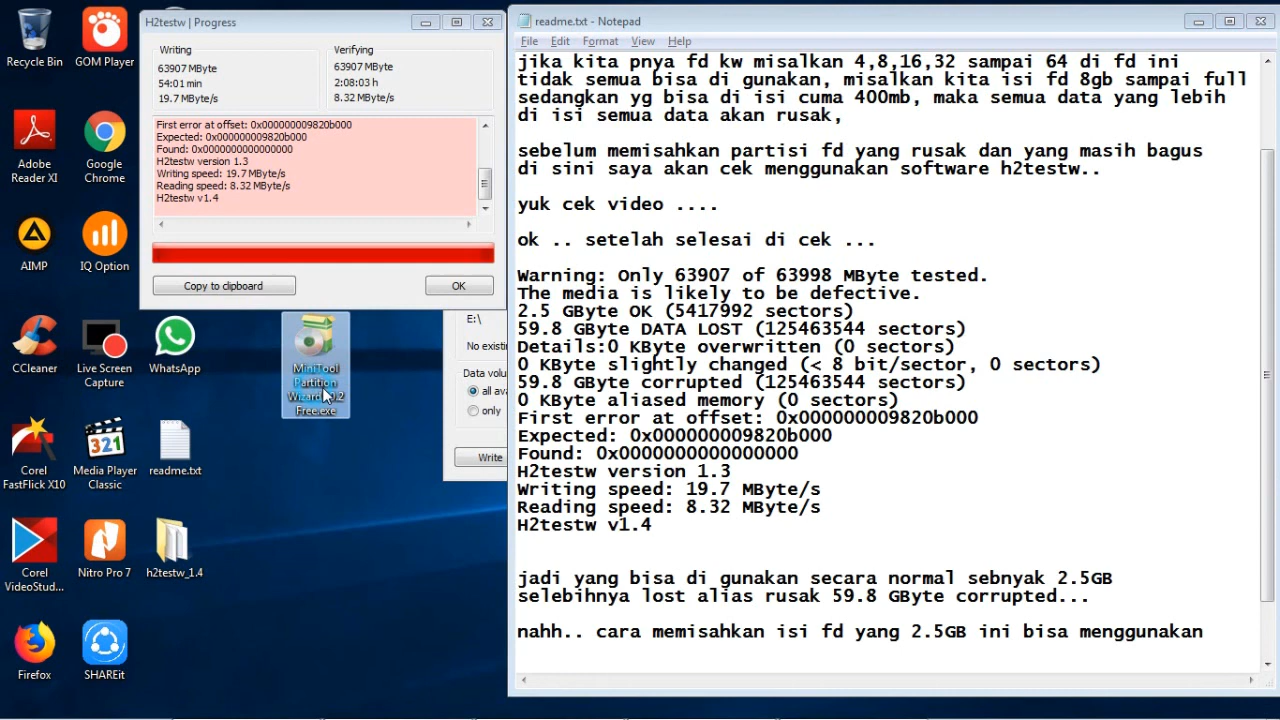 Recycle Bin
GOM Player
Adobe
Reader XI
Google
Chrome
AIMP
IQ Option
CCleaner
Live Screen
Capture
WhatsApp
Corel
FastFlick X10
Media Player
Classic
readme.txt
Corel
VideoStud...
Nitro Pro 7
h2testw_1.4
Firefox
SHAREit
MiniTool
Partition
Free.exe
H2testw | Progress
Writing
63907 MByte
54:01 min
19.7 MByte/s
Verifying
63907 MByte
2:08:03 h
8.32 MByte/s
First error at offset: 0x000000009820b000
Expected: 0x000000009820b000
Found: 0x0000000000000000
H2testw version 1.3
Writing speed: 19.7 MByte/s
Reading speed: 8.32 MByte/s
H2testw v1.4
Copy to clipboard
OK
E:\
No existin
Data volu
all ava
only
Write
readme.txt - Notepad
File Edit Format View Help
jika kita pnya fd kw misalkan 4,8,16,32 sampai 64 di fd ini
tidak semua bisa di gunakan, misalkan kita isi fd 8gb sampai full
sedangkan yg bisa di isi cuma 400mb, maka semua data yang lebih
di isi semua data akan rusak,
sebelum memisahkan partisi fd yang rusak dan yang masih bagus
di sini saya akan cek menggunakan software h2testw..
yuk cek video ....
ok .. setelah selesai di cek ...
Warning: Only 63907 of 63998 MByte tested.
The media is likely to be defective.
2.5 GByte OK (5417992 sectors)
59.8 GByte DATA LOST (125463544 sectors)
Details:0 KByte overwritten (0 sectors)
0 KByte slightly changed (< 8 bit/sector, 0 sectors)
59.8 GByte corrupted (125463544 sectors)
0 KByte aliased memory (0 sectors)
First error at offset: 0x000000009820b000
Expected: 0x000000009820b000
Found: 0x0000000000000000
H2testw version 1.3
Writing speed: 19.7 MByte/s
Reading speed: 8.32 MByte/s
H2testw v1.4
jadi yang bisa di gunakan secara normal sebnyak 2.5GB
selebihnya lost alias rusak 59.8 GByte corrupted...
nahh.. cara memisahkan isi fd yang 2.5GB ini bisa menggunakan